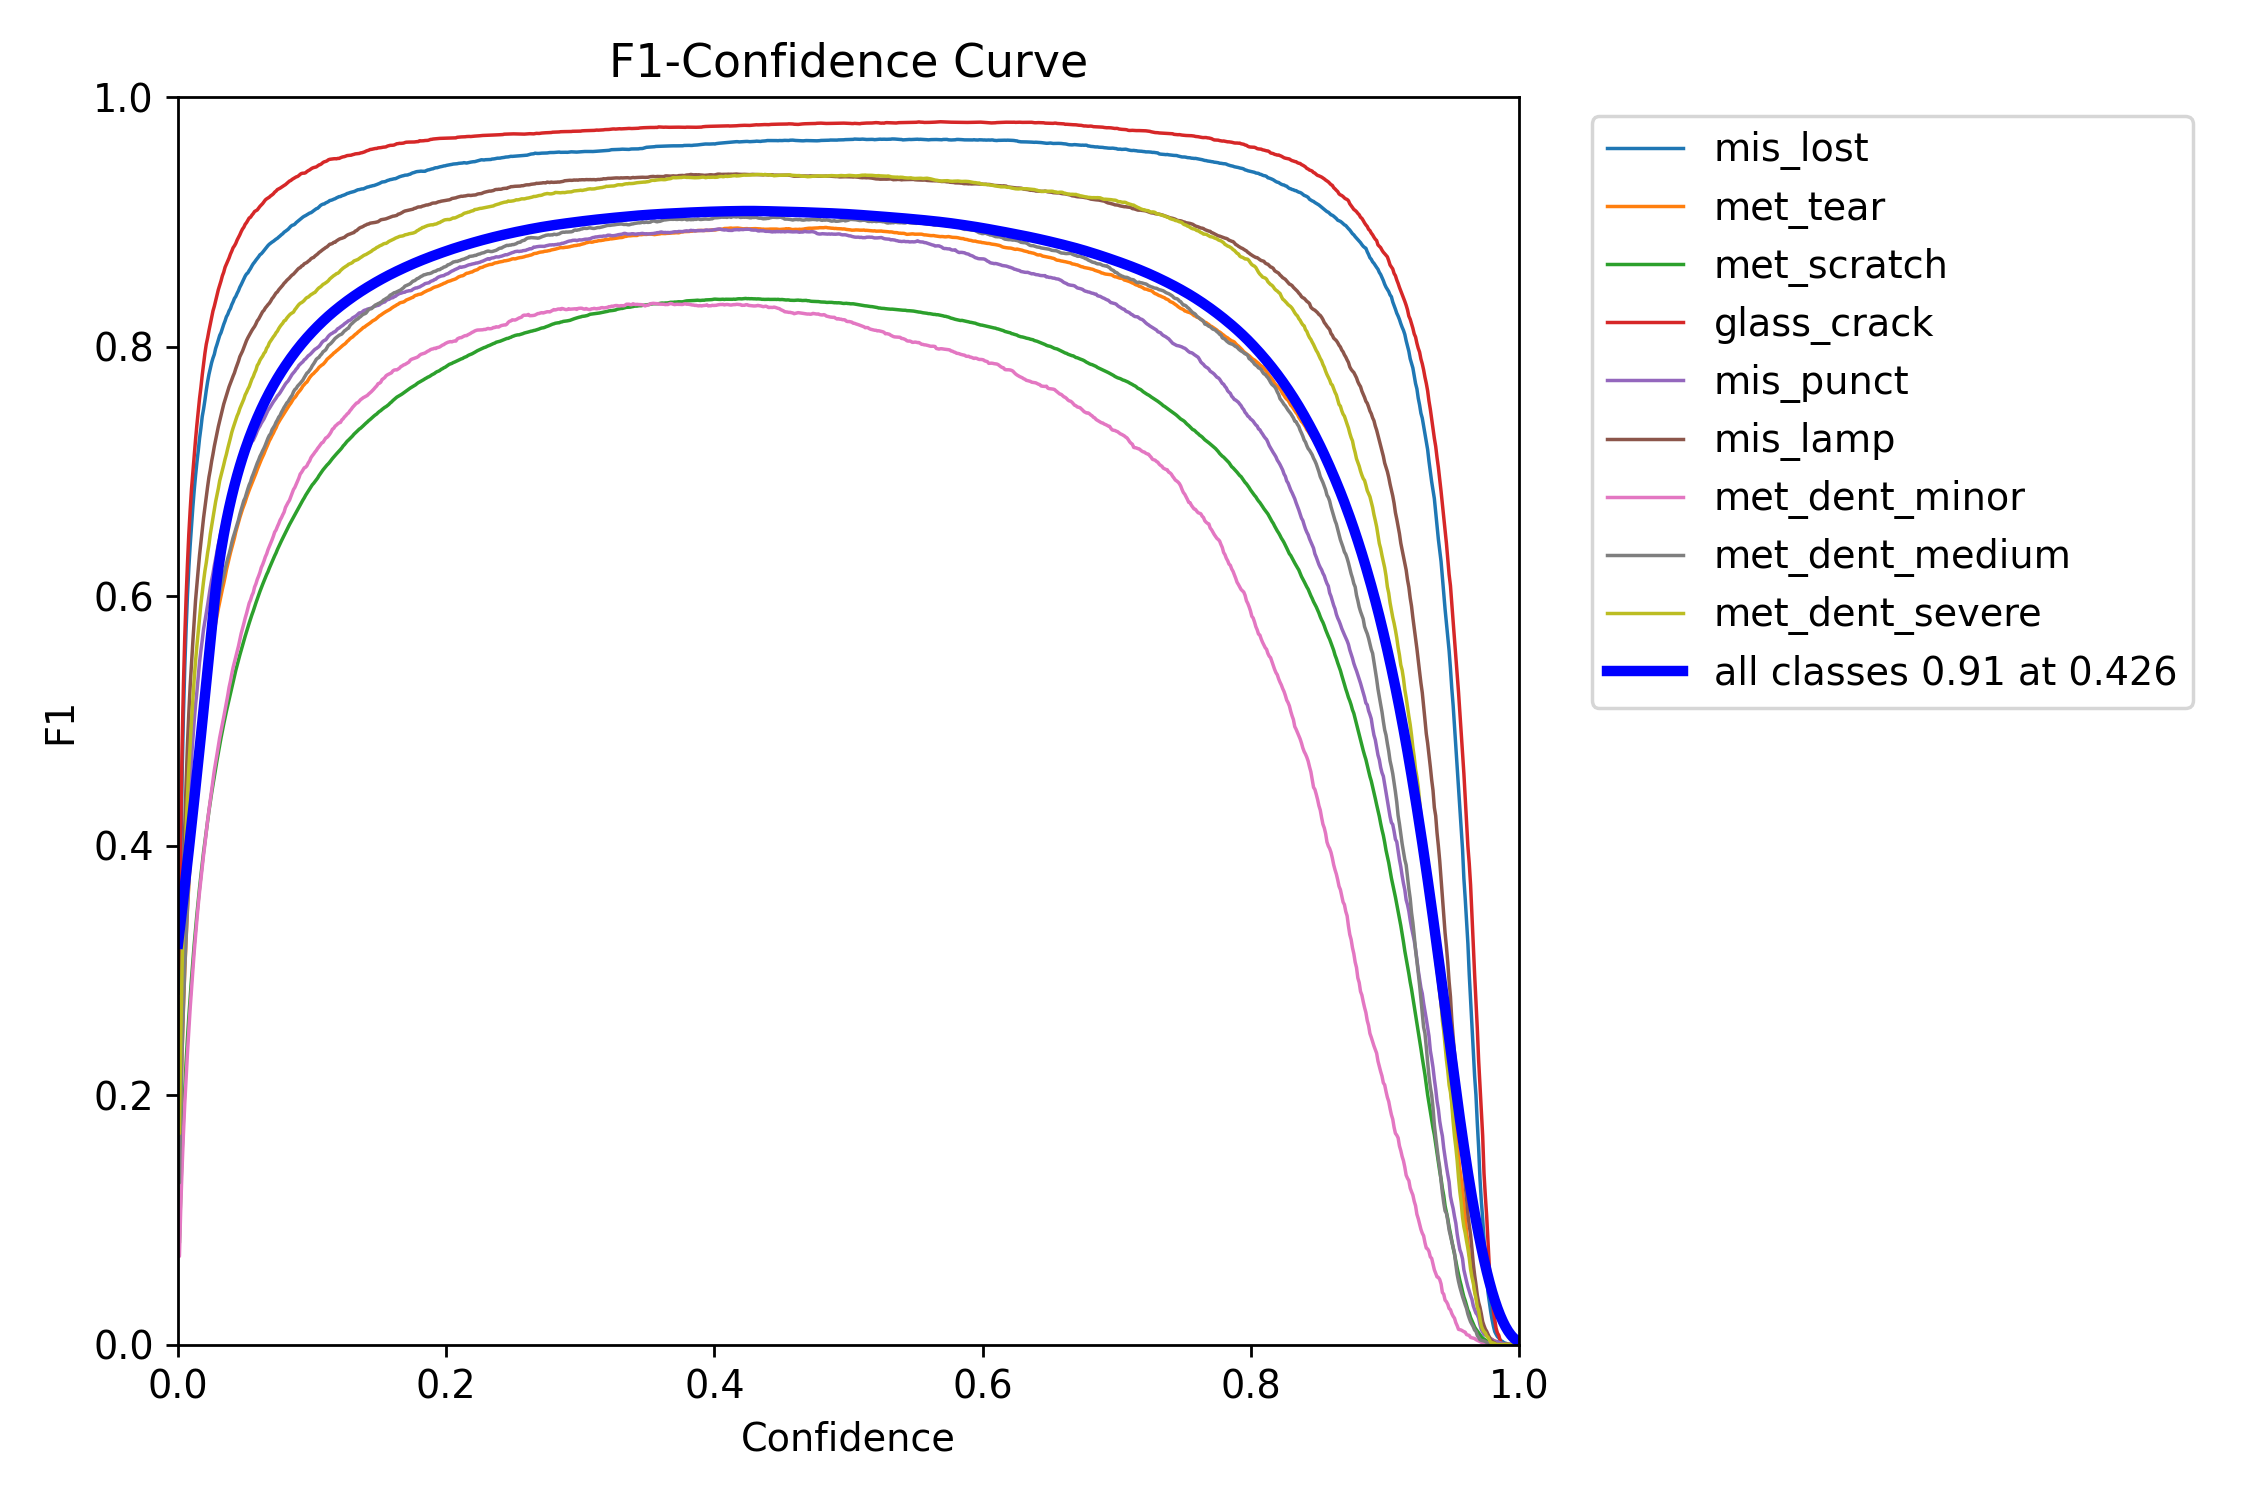 F1-Confidence Curve
1.0
0.8
0.6
0.4
0.2
0.0
F1
0.0 0.2 0.4 0.6 0.8 1.0
Confidence
mis_lost
met_tear
met_scratch
glass_crack
mis_punct
mis_lamp
met_dent_minor
met_dent_medium
met_dent_severe
all classes 0.91 at 0.426